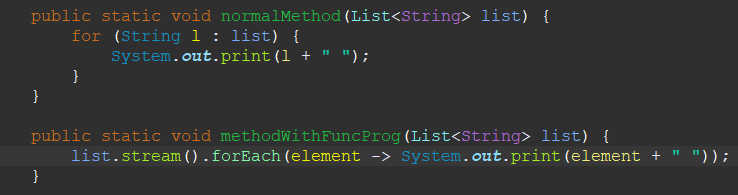 public static void normalMethod(List<String> list) {
for (String l : list) {
System.out.print(l + " ");
}
}
public static void methodWithFuncProg(List<String> list) {
list.stream().forEach(element -> System.out.print(element + " "));
}